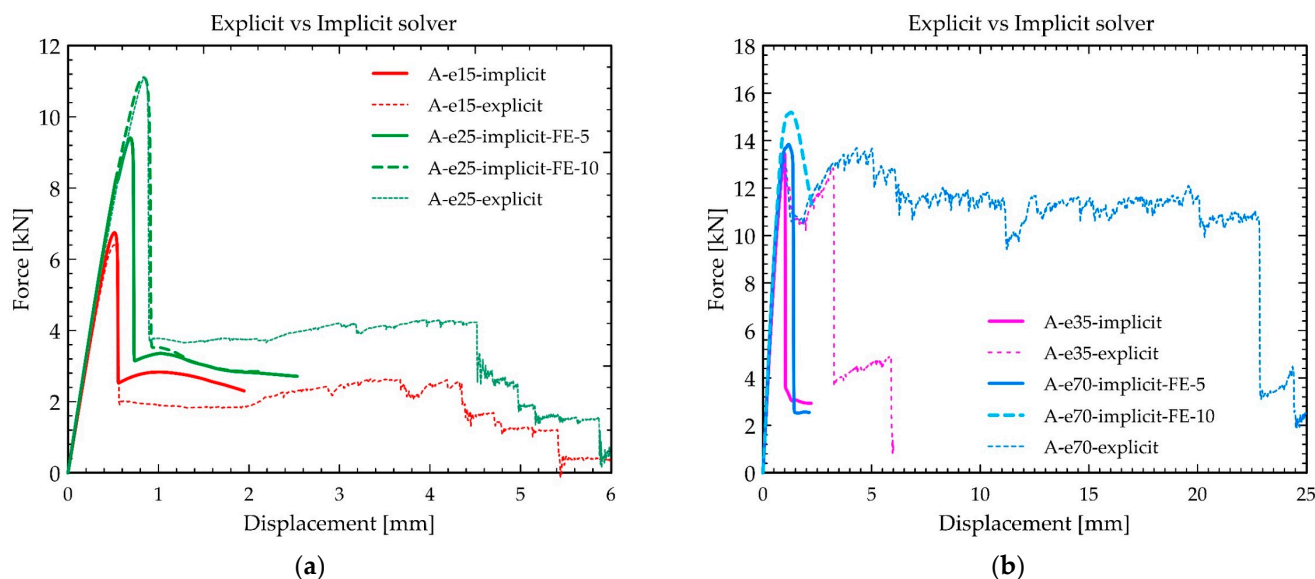 Explicit vs Implicit solver
12
10
8
6
4
2
0
Force [kN]
A-e15-implicit
A-e15-explicit
A-e25-implicit-FE-5
A-e25-implicit-FE-10
A-e25-explicit
0 1 2 3 4 5 6
Displacement [mm]
(a)
Explicit vs Implicit solver
18
16
14
12
10
8
6
4
2
0
Force [kN]
A-e35-implicit
A-e35-explicit
A-e70-implicit-FE-5
A-e70-implicit-FE-10
A-e70-explicit
0 5 10 15 20 25
Displacement [mm]
(b)